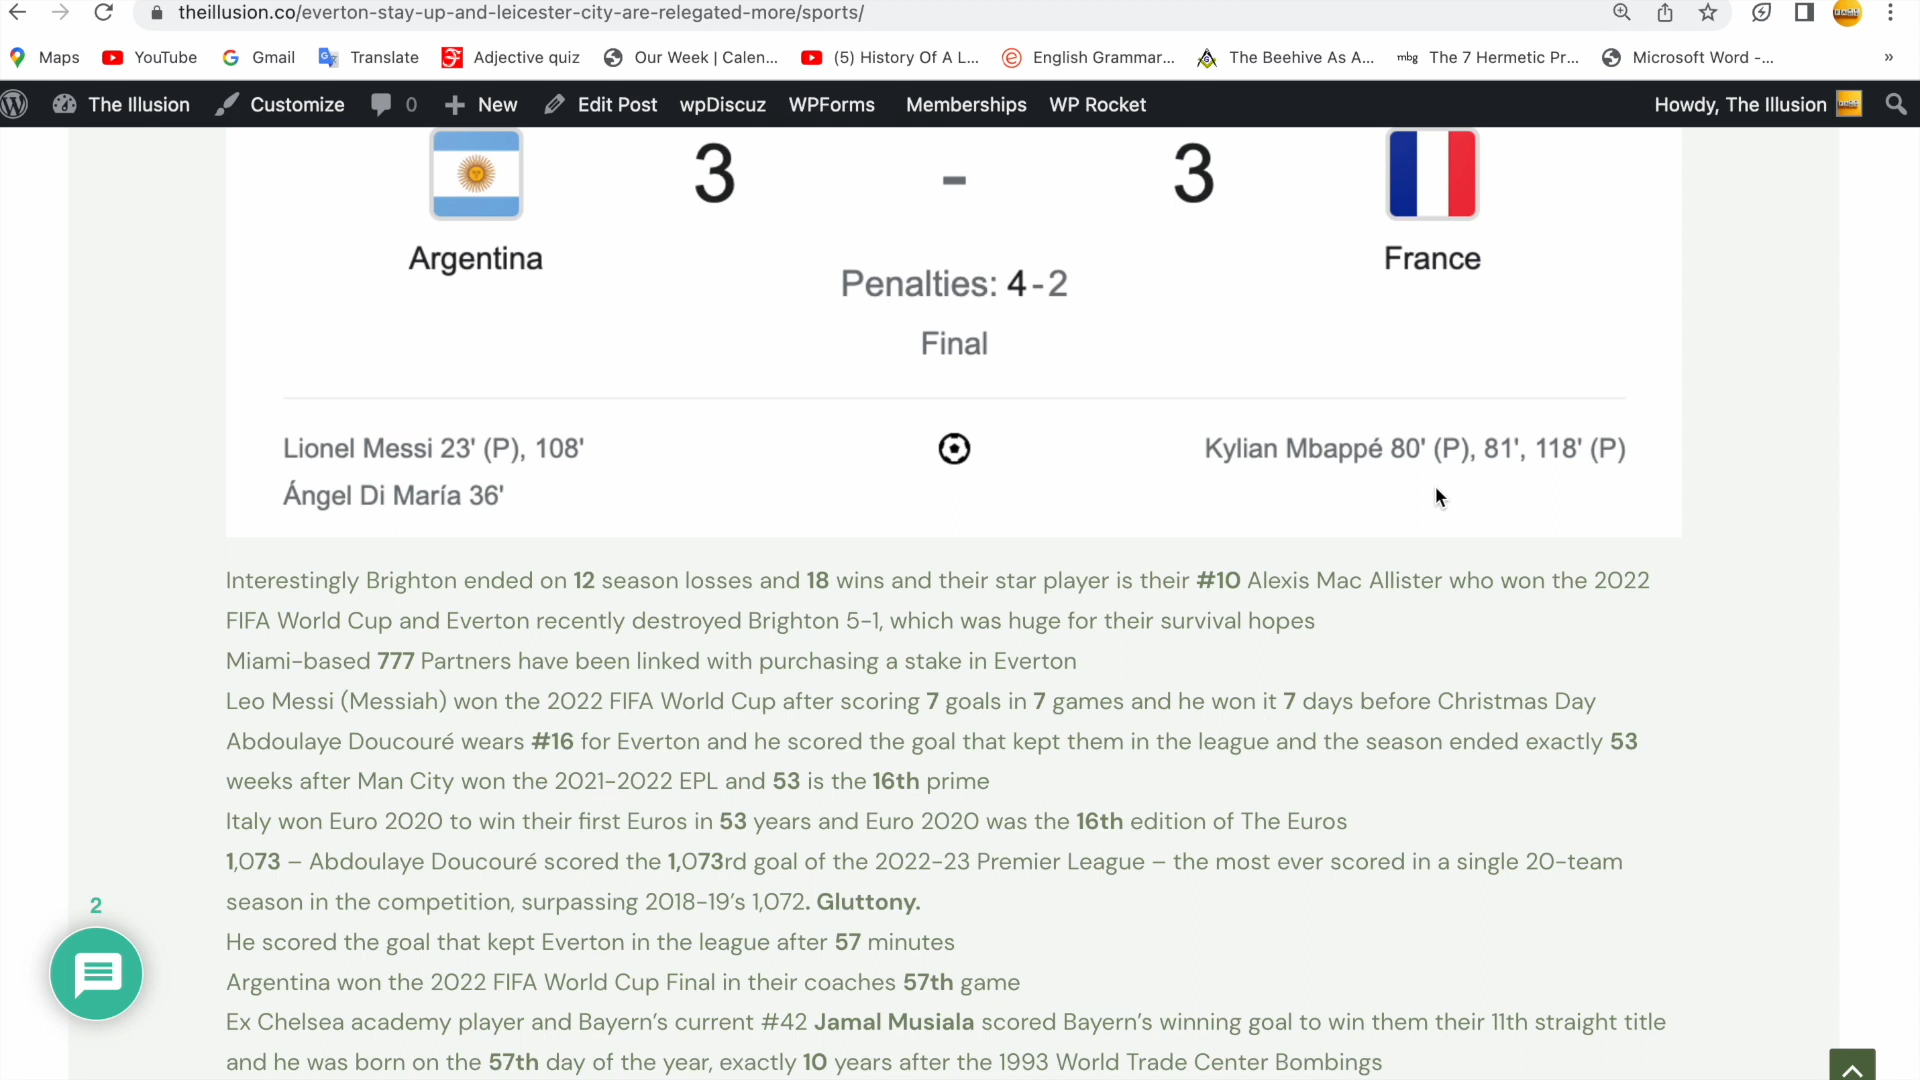 theillusion.co/everton-stay-up-and-leicester-city-are-relegated-more/sports/
Maps YouTube Gmail Translate Adjective quiz Our Week | Calen... (5) History Of A L... English Grammar... The Beehive As A... mbg The 7 Hermetic Pr... Microsoft Word -... »
The Illusion Customize 0 New Edit Post wpDiscuz WPForms Memberships WP Rocket Howdy, The Illusion
3 - 3
Argentina France
Penalties: 4 - 2
Final
Lionel Messi 23' (P), 108' Kylian Mbappé 80' (P), 81', 118' (P)
Ángel Di María 36'
Interestingly Brighton ended on 12 season losses and 18 wins and their star player is their #10 Alexis Mac Allister who won the 2022
FIFA World Cup and Everton recently destroyed Brighton 5-1, which was huge for their survival hopes
Miami-based 777 Partners have been linked with purchasing a stake in Everton
Leo Messi (Messiah) won the 2022 FIFA World Cup after scoring 7 goals in 7 games and he won it 7 days before Christmas Day
Abdoulaye Doucouré wears #16 for Everton and he scored the goal that kept them in the league and the season ended exactly 53
weeks after Man City won the 2021-2022 EPL and 53 is the 16th prime
Italy won Euro 2020 to win their first Euros in 53 years and Euro 2020 was the 16th edition of The Euros
1,073 – Abdoulaye Doucouré scored the 1,073rd goal of the 2022-23 Premier League – the most ever scored in a single 20-team
season in the competition, surpassing 2018-19's 1,072. Gluttony.
2
He scored the goal that kept Everton in the league after 57 minutes
Argentina won the 2022 FIFA World Cup Final in their coaches 57th game
Ex Chelsea academy player and Bayern's current #42 Jamal Musiala scored Bayern's winning goal to win them their 11th straight title
and he was born on the 57th day of the year, exactly 10 years after the 1993 World Trade Center Bombings